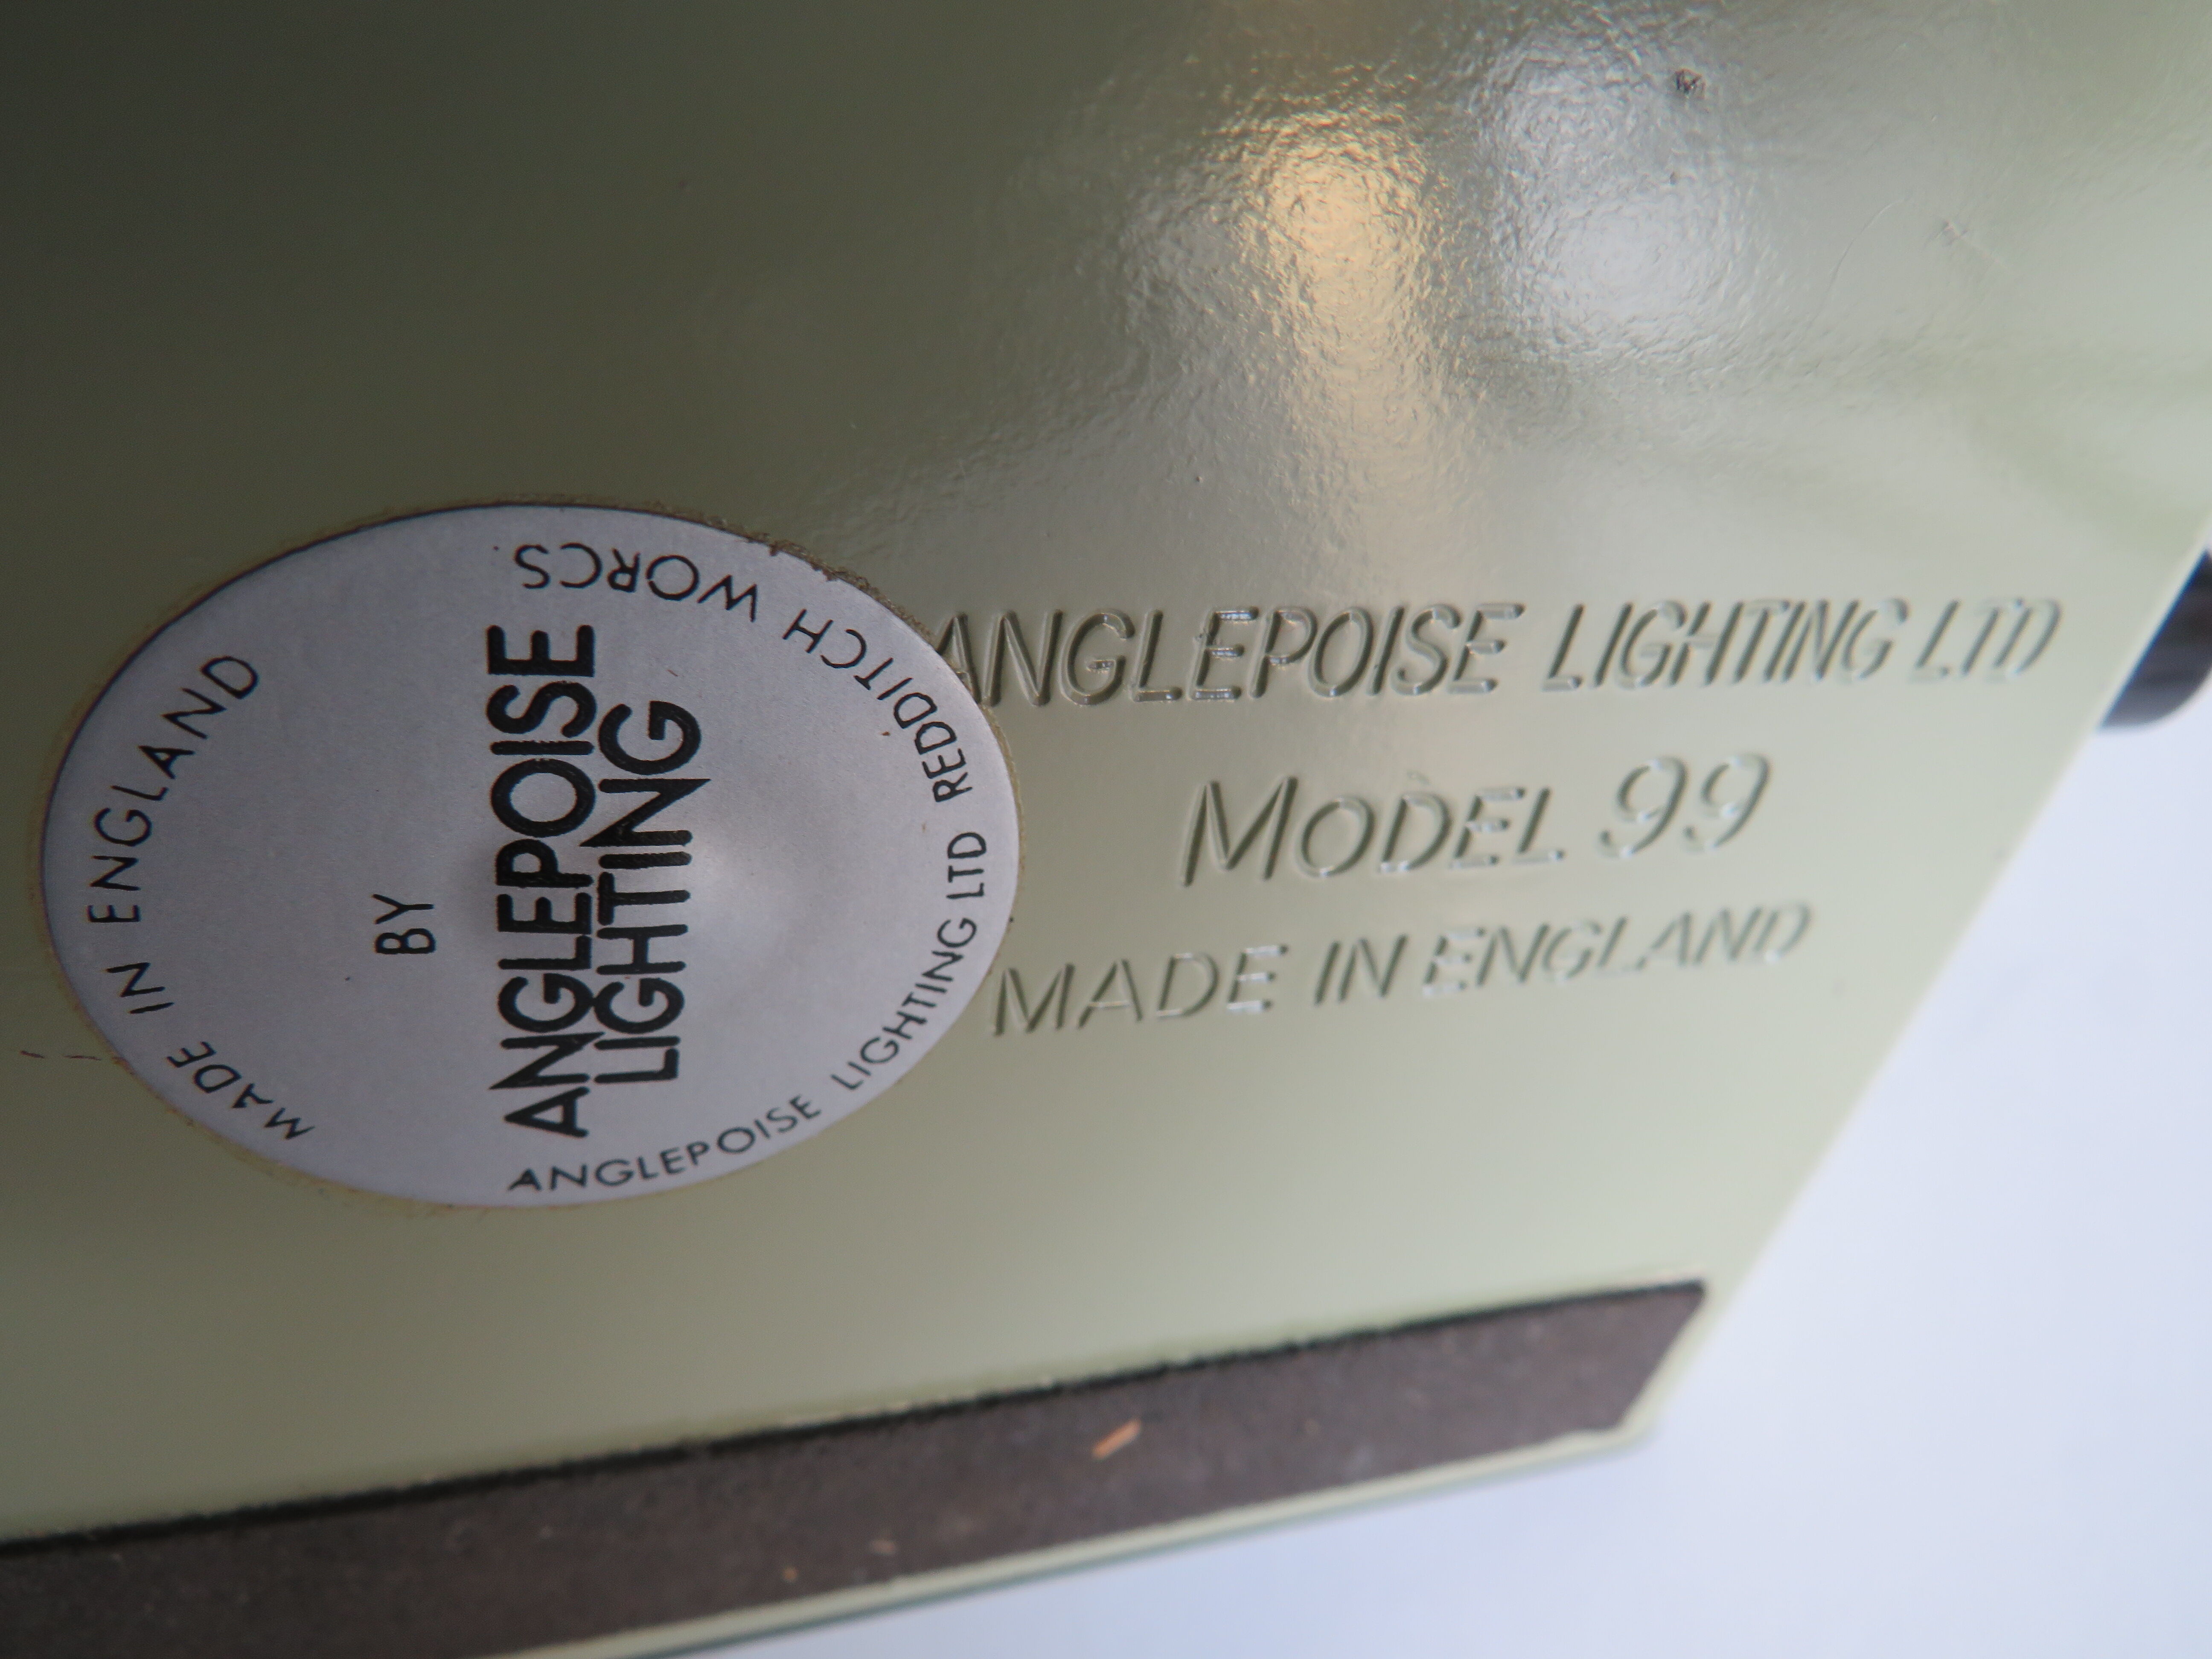 MADE IN ENGLAND
BY
ANGLEPOISE
LIGHTING
ANGLEPOISE LIGHTING LTD REDDITCH WORCS
ANGLEPOISE LIGHTING LTD
MODEL 99
MADE IN ENGLAND